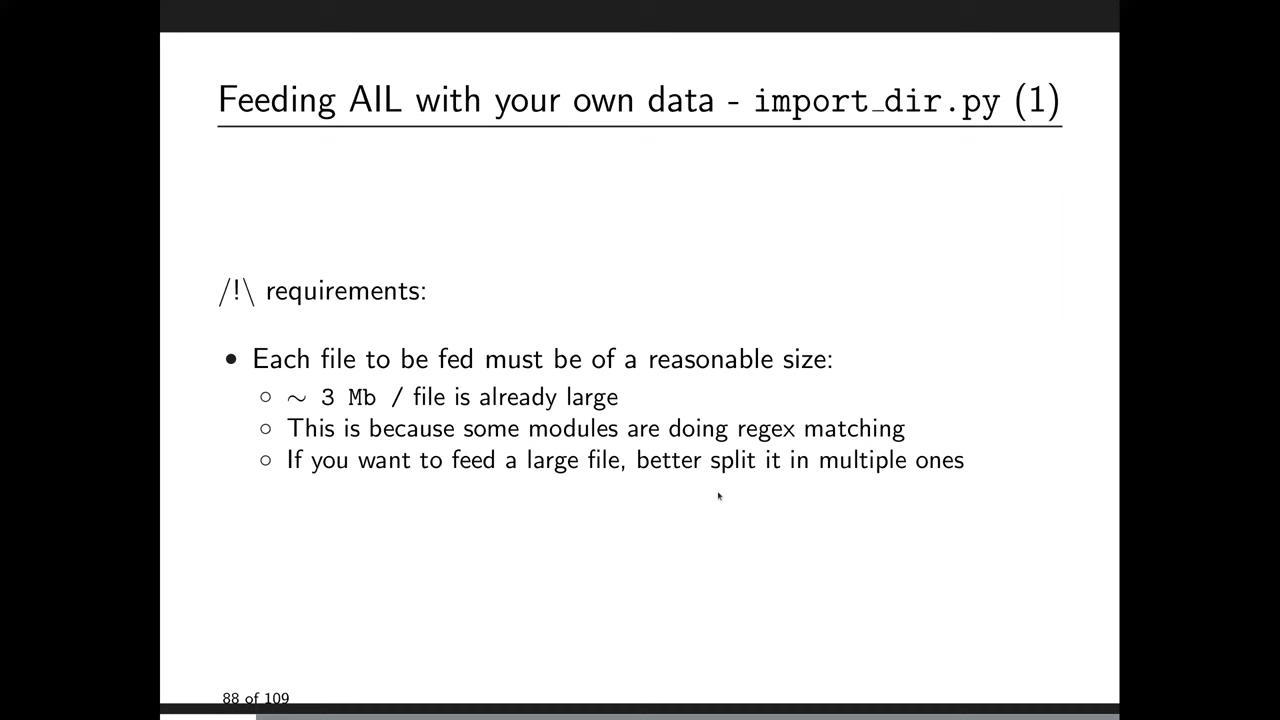 Feeding AIL with your own data - import_dir.py (1)
/!\ requirements:
• Each file to be fed must be of a reasonable size:
○ ∼ 3 Mb / file is already large
○ This is because some modules are doing regex matching
○ If you want to feed a large file, better split it in multiple ones
88 of 109